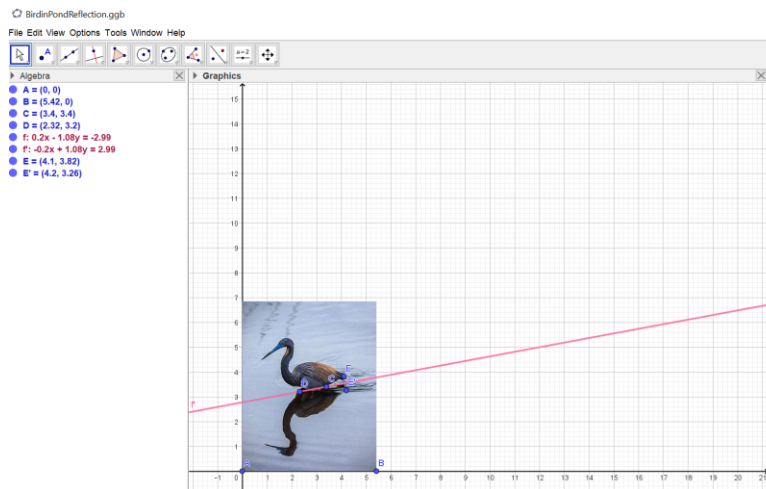 BirdinPondReflection.ggb
File Edit View Options Tools Window Help
A
a=2
Algebra
Graphics
A = (0, 0)
B = (5.42, 0)
C = (3.4, 3.4)
D = (2.32, 3.2)
f: 0.2x - 1.08y = -2.99
f': -0.2x + 1.08y = 2.99
E = (4.1, 3.82)
E' = (4.2, 3.26)
15
14
13
12
11
10
9
8
7
6
5
4
3
2
1
f'
D
C
E
E'
A
B
-1 0 1 2 3 4 5 6 7 8 9 10 11 12 13 14 15 16 17 18 19 20 21